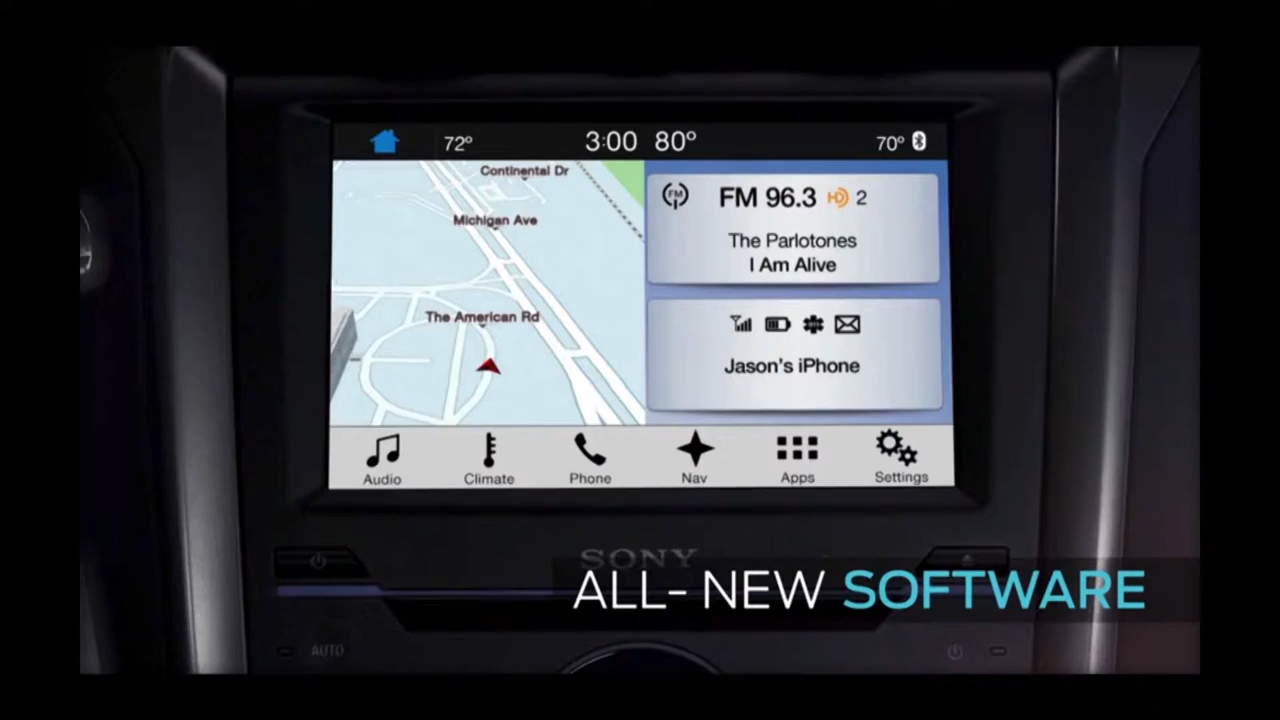 72° 3:00 80° 70°
Continental Dr
Michigan Ave
The American Rd
FM
FM 96.3 HD 2
The Parlotones
I Am Alive
Jason's iPhone
Audio Climate Phone Nav Apps Settings
SONY
ALL- NEW SOFTWARE
AUTO